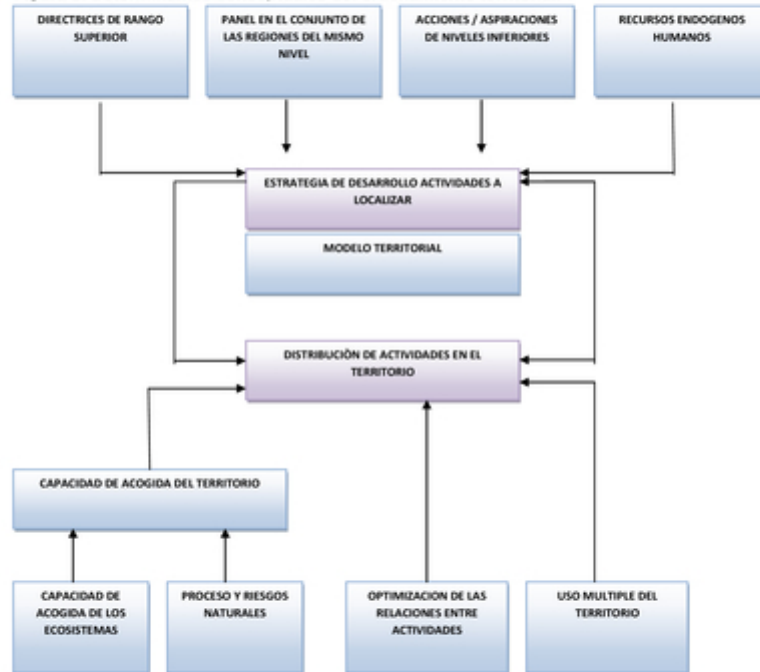 DIRECTRICES DE RANGO
SUPERIOR
PANEL EN EL CONJUNTO DE
LAS REGIONES DEL MISMO
NIVEL
ACCIONES / ASPIRACIONES
DE NIVELES INFERIORES
RECURSOS ENDOGENOS
HUMANOS
ESTRATEGIA DE DESARROLLO ACTIVIDADES A
LOCALIZAR
MODELO TERRITORIAL
DISTRIBUCIÒN DE ACTIVIDADES EN EL
TERRITORIO
CAPACIDAD DE ACOGIDA DEL TERRITORIO
CAPACIDAD DE
ACOGIDA DE LOS
ECOSISTEMAS
PROCESO Y RIESGOS
NATURALES
OPTIMIZACION DE LAS
RELACIONES ENTRE
ACTIVIDADES
USO MULTIPLE DEL
TERRITORIO